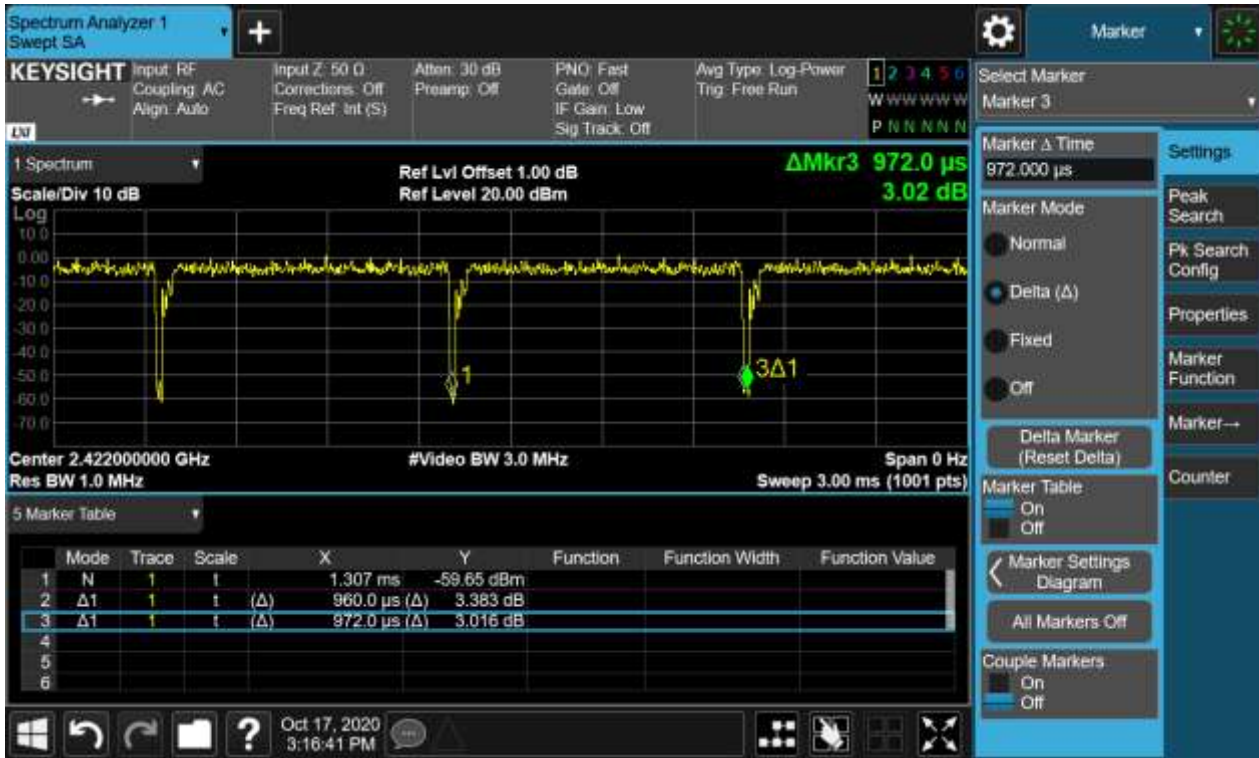 Spectrum Analyzer 1
Swept SA
+
Marker
KEYSIGHT
LXI
Input: RF
Coupling: AC
Align: Auto
Input Z: 50 Ω
Corrections: Off
Freq Ref: Int (S)
Atten: 30 dB
Preamp: Off
PNO: Fast
Gate: Off
IF Gain: Low
Sig Track: Off
Avg Type: Log-Power
Trig: Free Run
1 2 3 4 5 6
W W W W W W
P N N N N N
Select Marker
Marker 3
1 Spectrum
Scale/Div 10 dB
Ref Lvl Offset 1.00 dB
Ref Level 20.00 dBm
ΔMkr3 972.0 µs
3.02 dB
Log
10.0
0.00
-10.0
-20.0
-30.0
-40.0
-50.0
-60.0
-70.0
1
3Δ1
Center 2.422000000 GHz
#Video BW 3.0 MHz
Span 0 Hz
Res BW 1.0 MHz
Sweep 3.00 ms (1001 pts)
5 Marker Table
Mode Trace Scale X Y Function Function Width Function Value
1 N 1 t 1.307 ms -59.65 dBm
2 Δ1 1 t (Δ) 960.0 µs (Δ) 3.383 dB
3 Δ1 1 t (Δ) 972.0 µs (Δ) 3.016 dB
4
5
6
Marker Δ Time
972.000 µs
Marker Mode
Normal
Delta (Δ)
Fixed
Off
Delta Marker
(Reset Delta)
Marker Table
On
Off
Marker Settings
Diagram
All Markers Off
Couple Markers
On
Off
Settings
Peak
Search
Pk Search
Config
Properties
Marker
Function
Marker→
Counter
?
Oct 17, 2020
3:16:41 PM